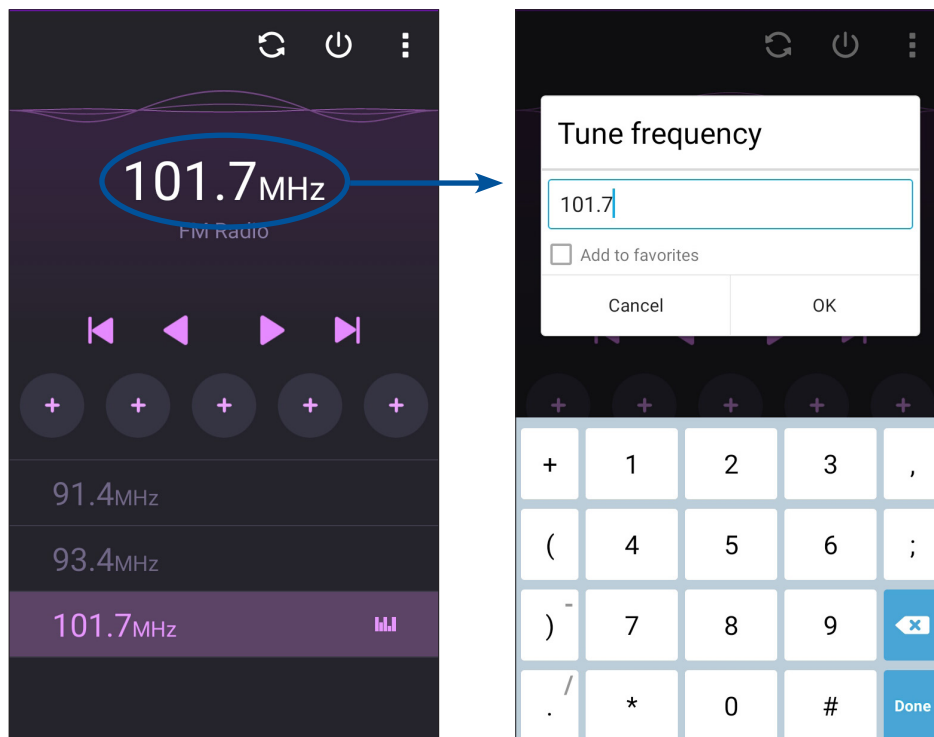 101.7MHz
FM Radio
+ + + + +
91.4MHz
93.4MHz
101.7MHz
Tune frequency
101.7
Add to favorites
Cancel OK
+ + + + +
+ 1 2 3 ,
( 4 5 6 ;
) - 7 8 9
. / * 0 # Done